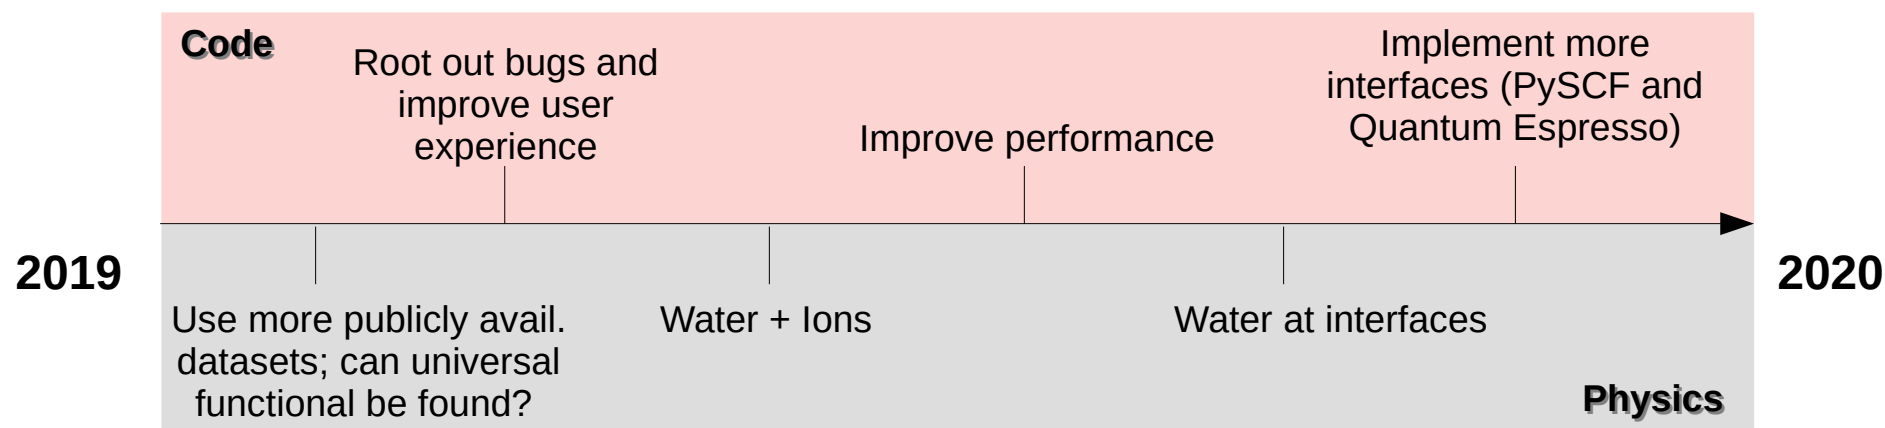 Code
Root out bugs and
improve user
experience
Improve performance
Implement more
interfaces (PySCF and
Quantum Espresso)
2019
2020
Use more publicly avail.
datasets; can universal
functional be found?
Water + Ions
Water at interfaces
Physics